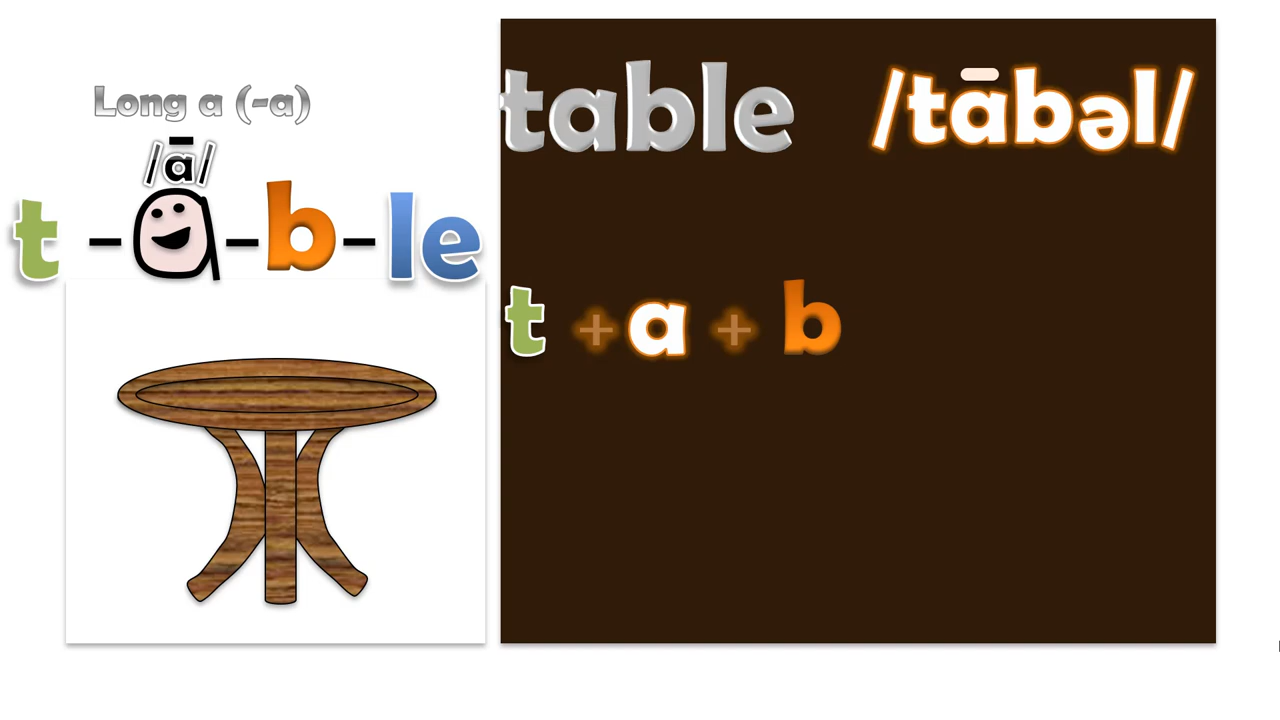 Long a (-a)
/ā/
t -a-b-le
table /tābəl/
t + a + b